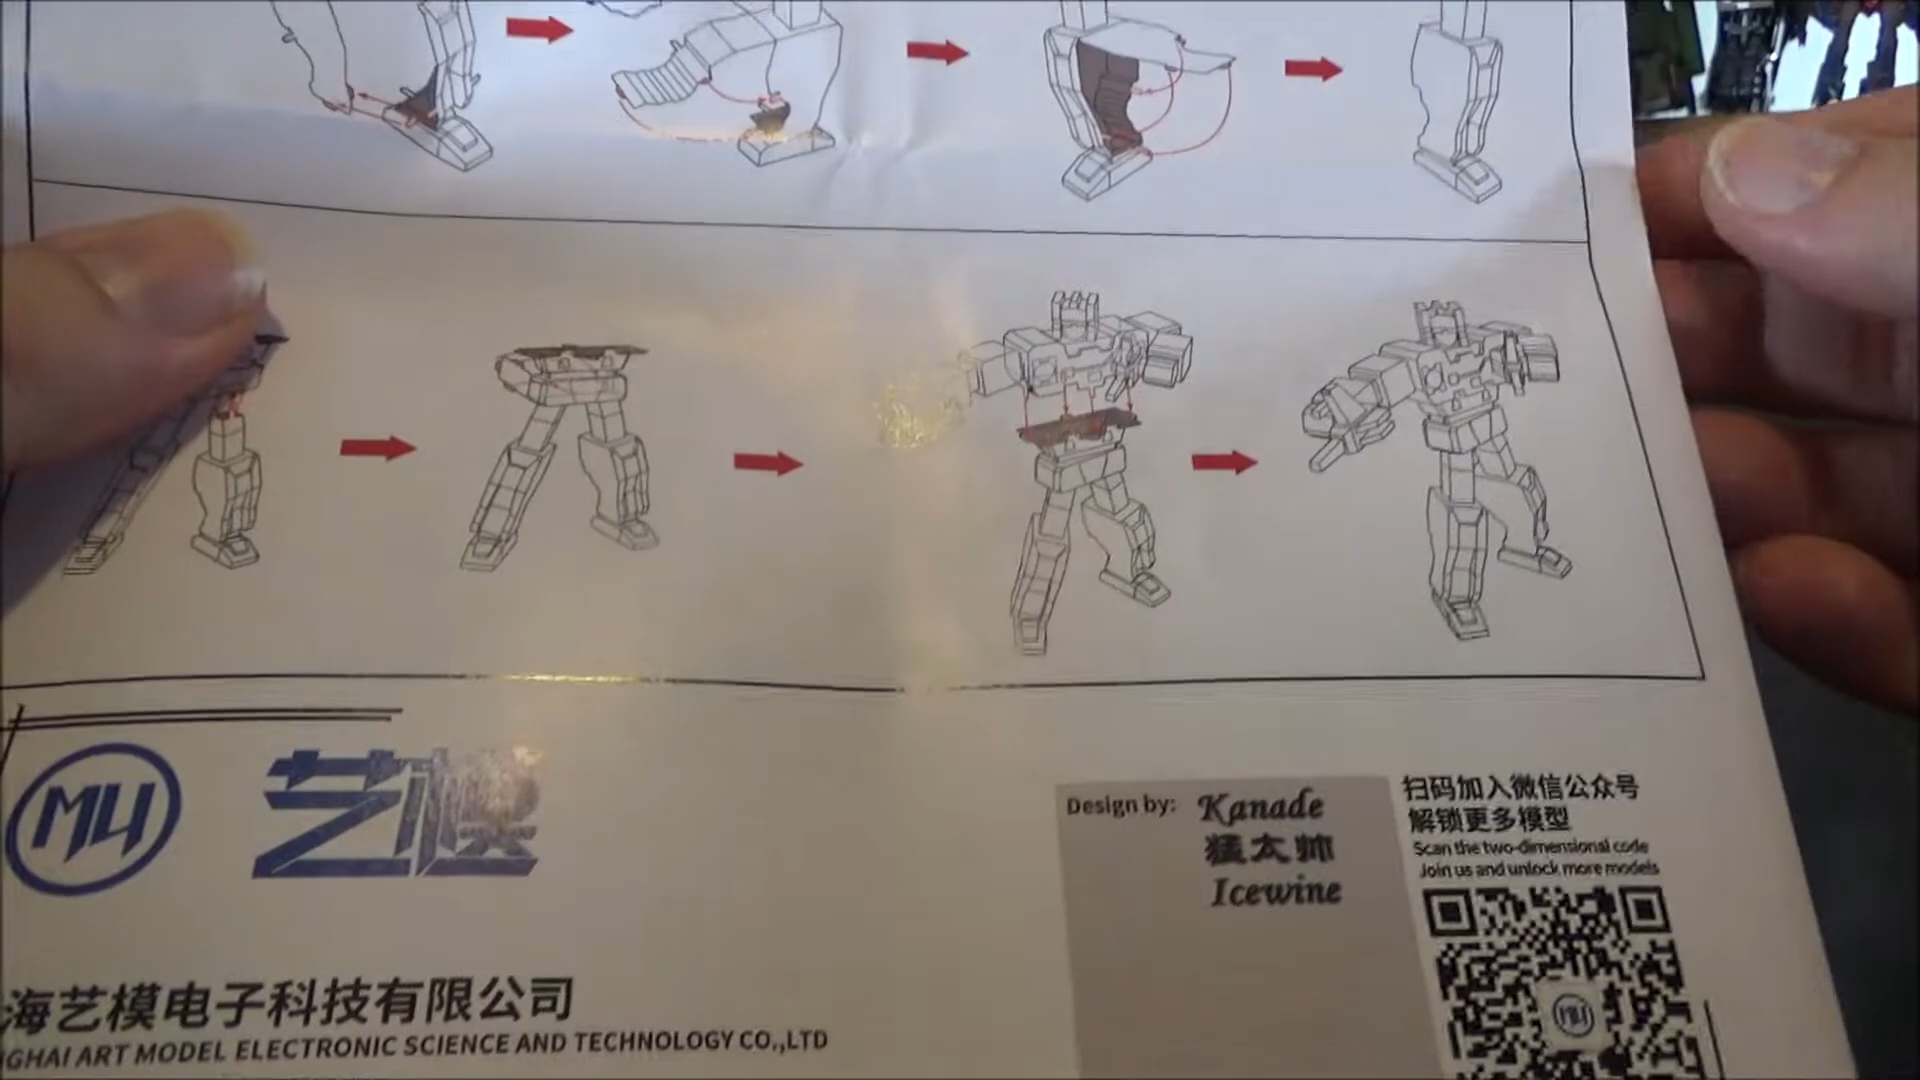 MU
艺模
Design by: Kanade
猛太帅
Icewine
扫码加入微信公众号
解锁更多模型
Scan the two-dimensional code
Join us and unlock more models
海艺模电子科技有限公司
GHAI ART MODEL ELECTRONIC SCIENCE AND TECHNOLOGY CO.,LTD